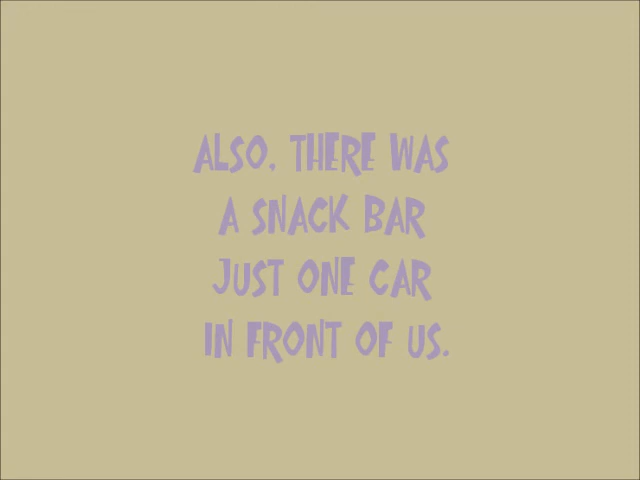 ALSO, THERE WAS
A SNACK BAR
JUST ONE CAR
IN FRONT OF US.